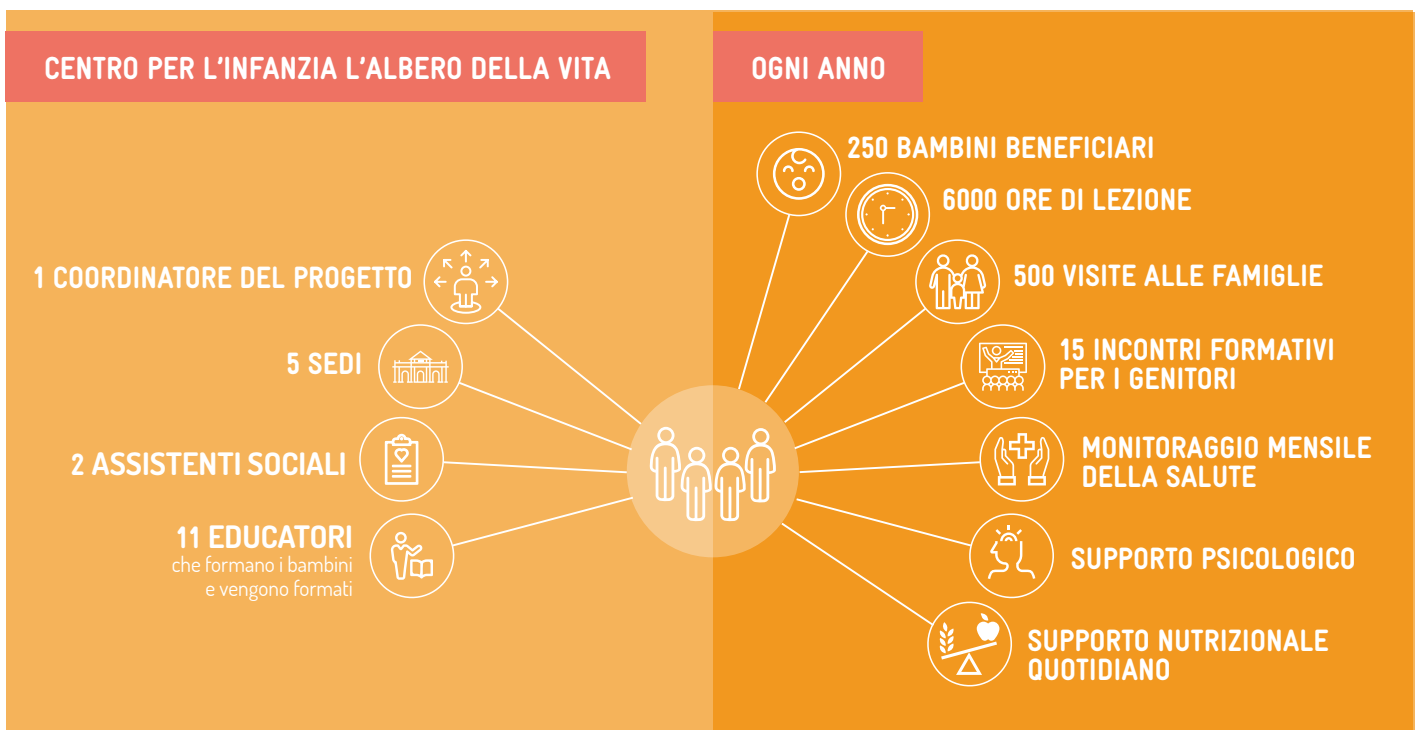 CENTRO PER L'INFANZIA L'ALBERO DELLA VITA
1 COORDINATORE DEL PROGETTO
5 SEDI
2 ASSISTENTI SOCIALI
11 EDUCATORI
che formano i bambini
e vengono formati
OGNI ANNO
250 BAMBINI BENEFICIARI
6000 ORE DI LEZIONE
500 VISITE ALLE FAMIGLIE
15 INCONTRI FORMATIVI
PER I GENITORI
MONITORAGGIO MENSILE
DELLA SALUTE
SUPPORTO PSICOLOGICO
SUPPORTO NUTRIZIONALE
QUOTIDIANO